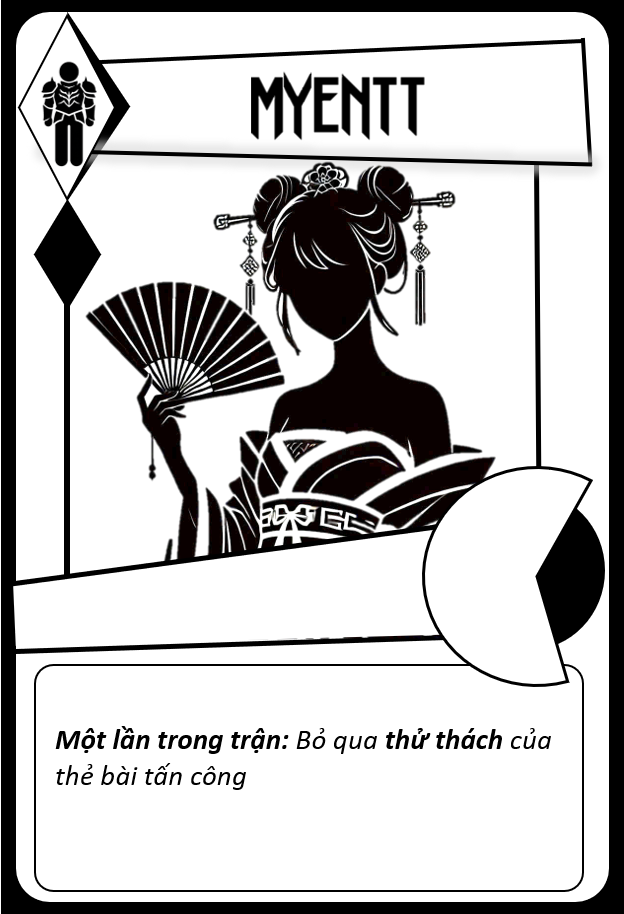 MYENTT
Một lần trong trận: Bỏ qua thử thách của
thẻ bài tấn công